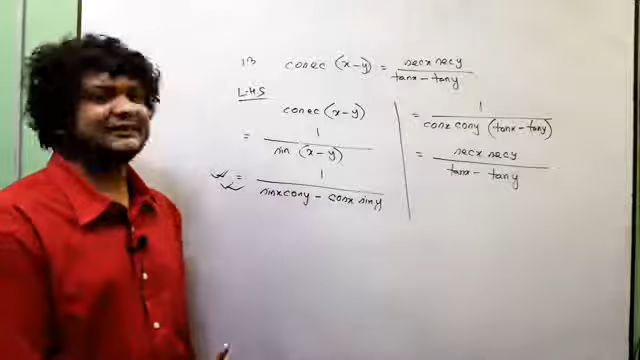 13 cosec (x-y) = secx secy / tanx - tany
L.H.S
cosec (x-y)
= 1 / sin (x-y)
= 1 / sinx cosy - cosx siny
= 1 / cosx cosy (tanx - tany)
= secx secy / tanx - tany